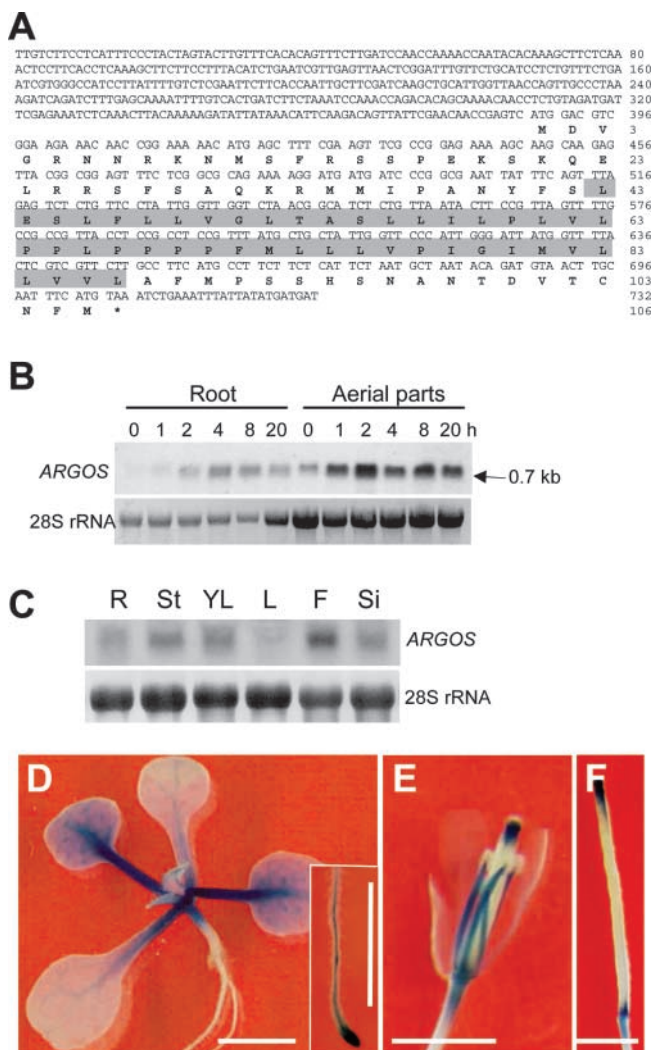 A
TTGTCTTCCTCATTTCCCTACTAGTACTTGTTTCACACACAGTTTCTTGATCCAACCAAAACCAATACACAAAGCTTCTCAA 80
ACTCCTTCACCTCAAAGCTTCTTCCTTTACATCTGAATCGTTGAGTTAACTCGGATTTGTTCTGCATCCTCTGTTTCTGA 160
ATCGTGGGCCATCCTTATTTTGTCTCGAATTCTTCACCAATTGCTTCGCCTAAGCTGCATTGGTTAACCAGTTGCTTAAC 240
AGATCAGATCTTTGAGCAAAATTTTGTCACTGATCTTCTAAATCCAAACCAGACACAGCAAAACAACCTCTGTAGATGAT 320
TCGAGAAATCTCAAACTTACAAAAAGATATTATAAACATTCAAGACAGTTATTCGAACAACCGAGTC ATG GAC GTC 396
M D V 3
GGA AGA AAC AAC CGG AAA AAC ATG AGC TTT CGA AGT TCG CCG GAG AAA AGC AAG CAA GAG 456
G R N N R K N M S F R S S P E K S K Q E 23
TTA CGG CGG AGT TTC TCG GCG CAG AAA AGG ATG ATG ATC CCG GCG AAT TAT TTC AGT TTA
L R R S F S A Q K R M M I P A N Y F S L 43
GAG TCT CTG TTC CTA TTG GTT GGT CTA ACG GCA TCT CTG TTA ATA CTT CCG TTA GTT TTG 576
E S L F L L V G L T A S L L I L P L V L 63
CCG CCG TTA CCT CCG CCT CCG TTT ATG CTG CTA TTG GTT CCC ATT GGG ATT ATG GTT TTA 636
P P L P P P P F M L L L V P I G I M V L 83
CTC GTC GTT CTT GCC TTC ATG CCT TCT TCT CAT TCT AAT GCT AAT ACA GAT GTA ACT TGC 696
L V V L A F M P S S H S N A N T D V T C 103
AAT TTC ATG TAA ATCTGAAATTTATTATATGATGAT 732
N F M * 106
B
Root Aerial parts
0 1 2 4 8 20 0 1 2 4 8 20 h
ARGOS 0.7 kb
28S rRNA
C
R St YL L F Si
ARGOS
28S rRNA
D E F